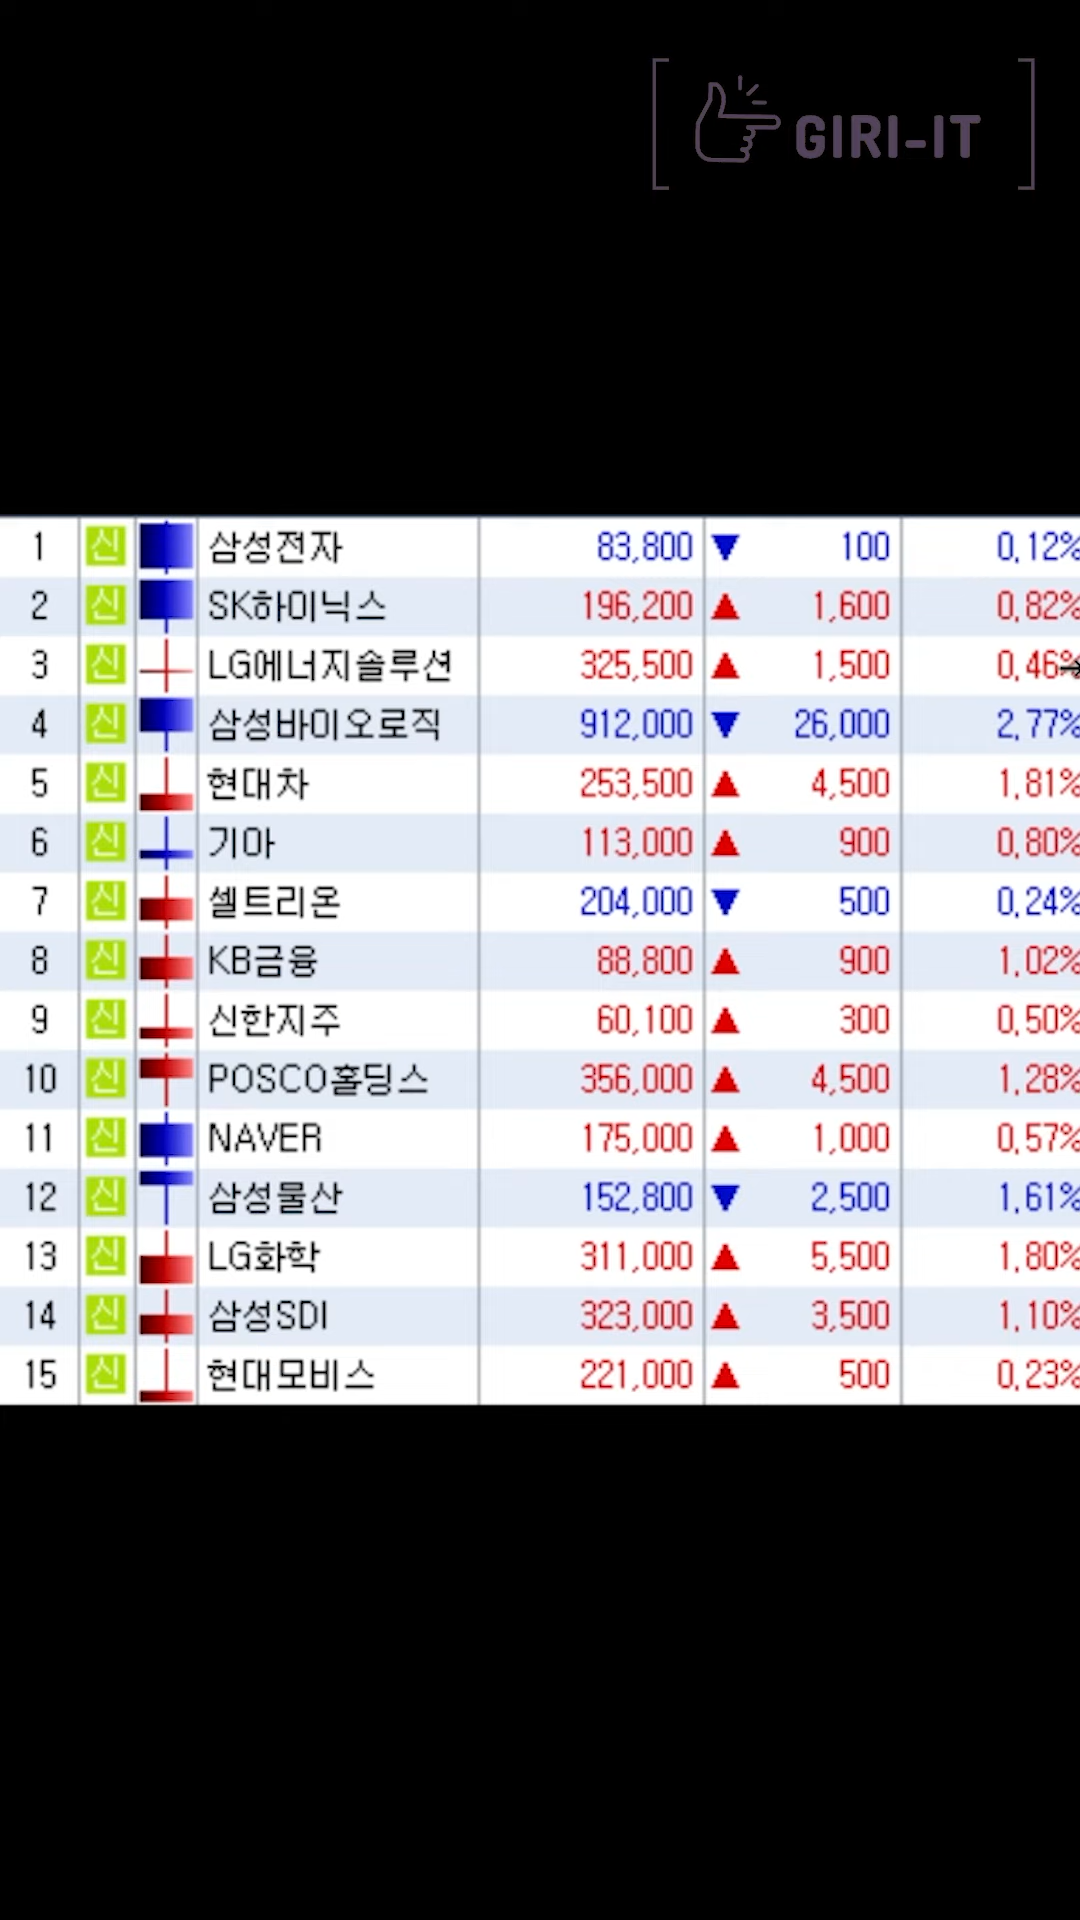 GIRI-IT
1 신 삼성전자 83,800 ▼ 100 0.12%
2 신 SK하이닉스 196,200 ▲ 1,600 0.82%
3 신 LG에너지솔루션 325,500 ▲ 1,500 0.46%
4 신 삼성바이오로직 912,000 ▼ 26,000 2.77%
5 신 현대차 253,500 ▲ 4,500 1.81%
6 신 기아 113,000 ▲ 900 0.80%
7 신 셀트리온 204,000 ▼ 500 0.24%
8 신 KB금융 88,800 ▲ 900 1.02%
9 신 신한지주 60,100 ▲ 300 0.50%
10 신 POSCO홀딩스 356,000 ▲ 4,500 1.28%
11 신 NAVER 175,000 ▲ 1,000 0.57%
12 신 삼성물산 152,800 ▼ 2,500 1.61%
13 신 LG화학 311,000 ▲ 5,500 1.80%
14 신 삼성SDI 323,000 ▲ 3,500 1.10%
15 신 현대모비스 221,000 ▲ 500 0.23%